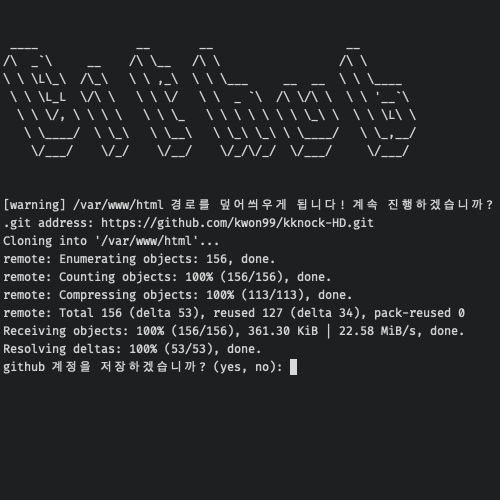 Github
[warning] /var/www/html 경로를 덮어씌우게 됩니다! 계속 진행하겠습니까?
.git address: https://github.com/kwon99/kknock-HD.git
Cloning into '/var/www/html'...
remote: Enumerating objects: 156, done.
remote: Counting objects: 100% (156/156), done.
remote: Compressing objects: 100% (113/113), done.
remote: Total 156 (delta 53), reused 127 (delta 34), pack-reused 0
Receiving objects: 100% (156/156), 361.30 KiB | 22.58 MiB/s, done.
Resolving deltas: 100% (53/53), done.
github 계정을 저장하겠습니까? (yes, no):